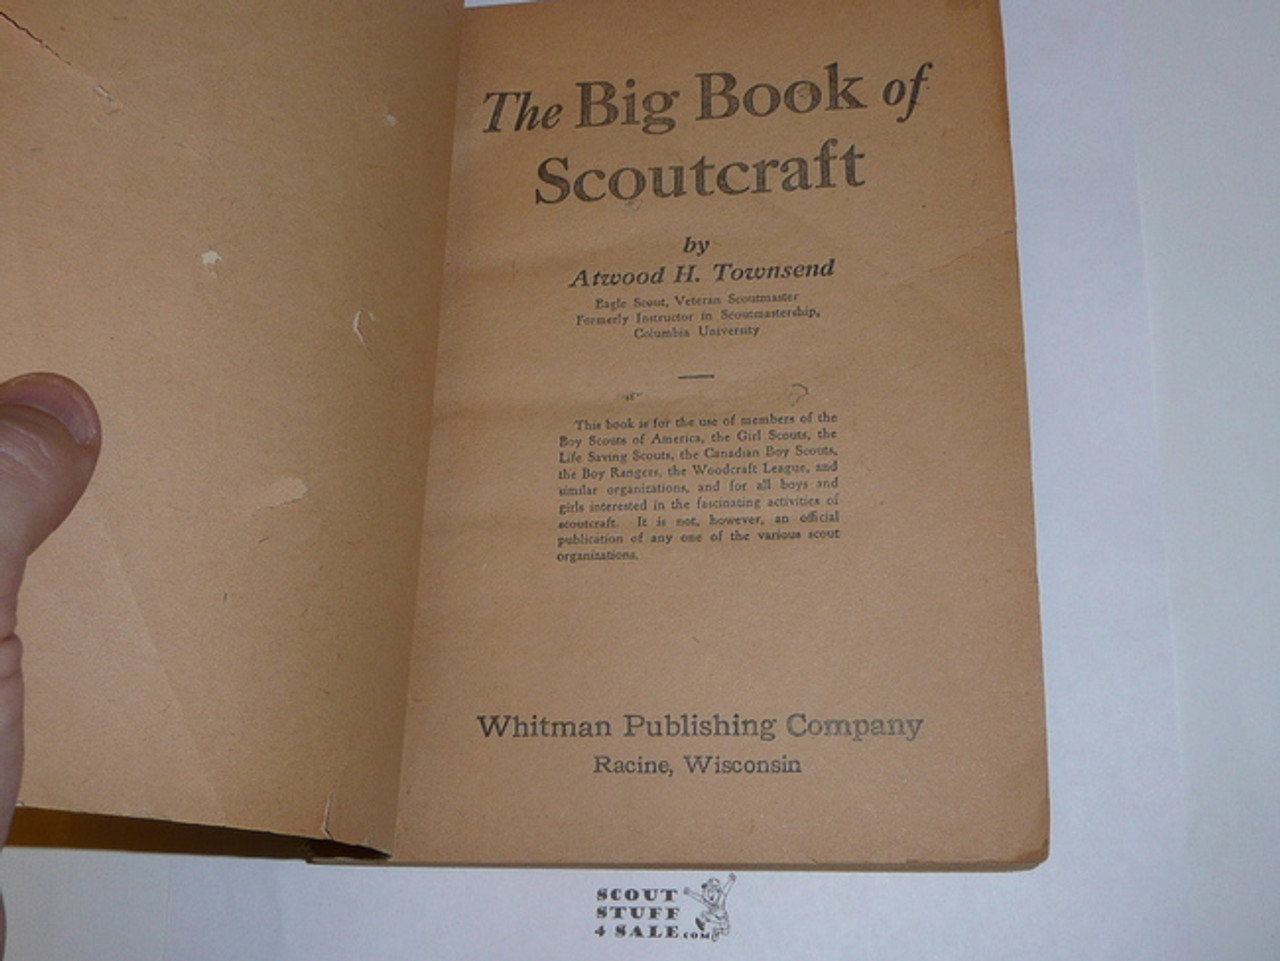 The Big Book of
Scoutcraft
by
Atwood H. Townsend
Eagle Scout, Veteran Scoutmaster
Formerly Instructor in Scoutmastership,
Columbia University
This book is for the use of members of the
Boy Scouts of America, the Girl Scouts, the
Life Saving Scouts, the Canadian Boy Scouts,
the Boy Rangers, the Woodcraft League, and
similar organizations, and for all boys and
girls interested in the fascinating activities of
scoutcraft. It is not, however, an official
publication of any one of the various scout
organizations.
Whitman Publishing Company
Racine, Wisconsin
SCOUT
STUFF
4 SALE.COM